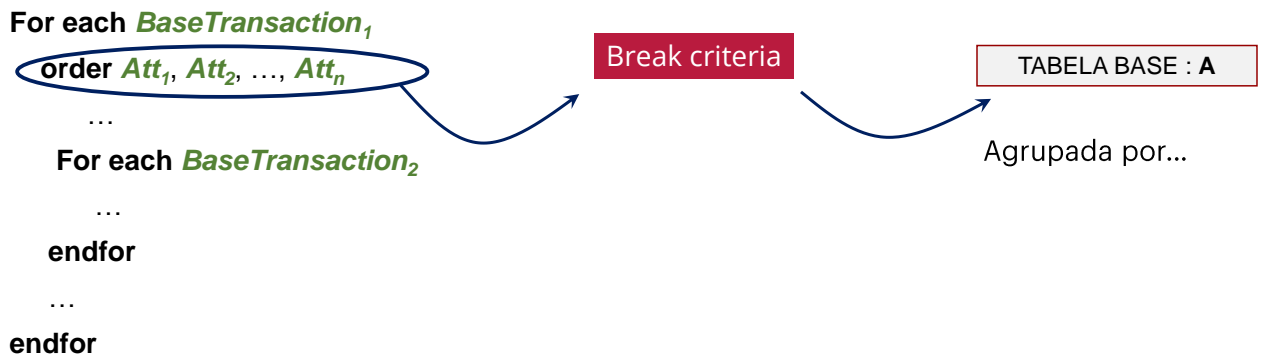 For each BaseTransaction1
order Att1, Att2, …, Attn
…
For each BaseTransaction2
…
endfor
…
endfor
Break criteria
TABELA BASE : A
Agrupada por...